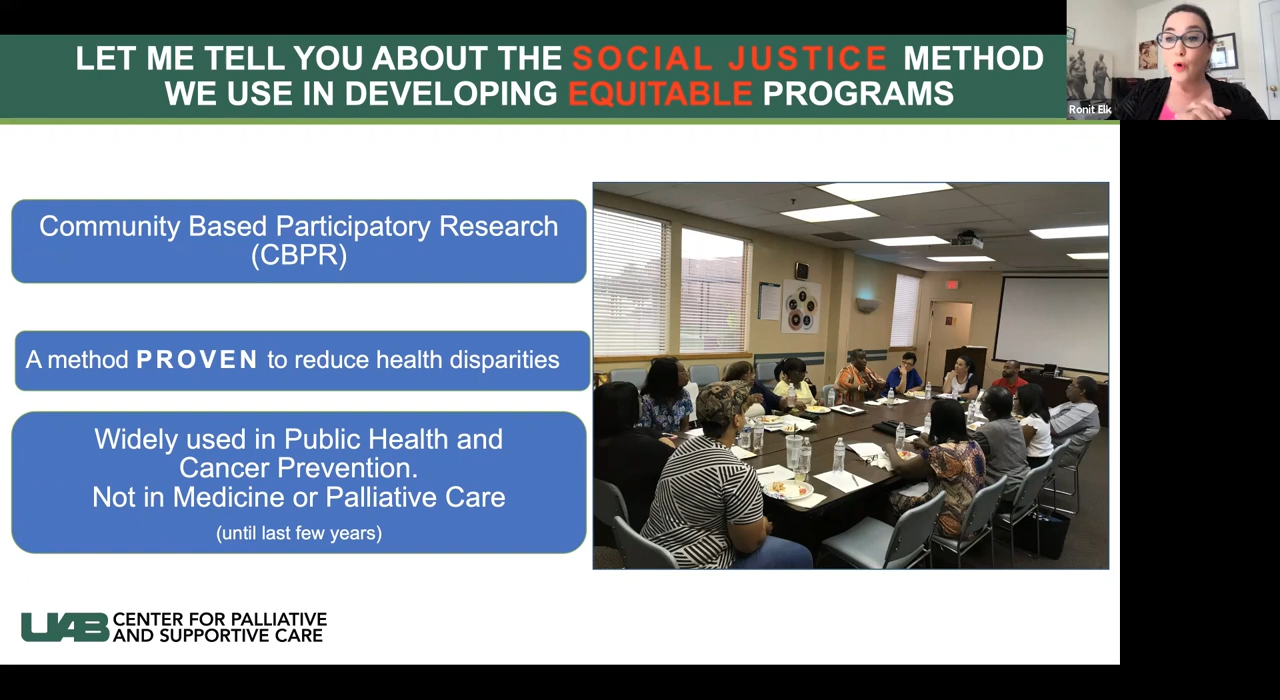 LET ME TELL YOU ABOUT THE SOCIAL JUSTICE METHOD
WE USE IN DEVELOPING EQUITABLE PROGRAMS
Ronit Elk
Community Based Participatory Research
(CBPR)
A method PROVEN to reduce health disparities
Widely used in Public Health and
Cancer Prevention.
Not in Medicine or Palliative Care
(until last few years)
UAB CENTER FOR PALLIATIVE
AND SUPPORTIVE CARE